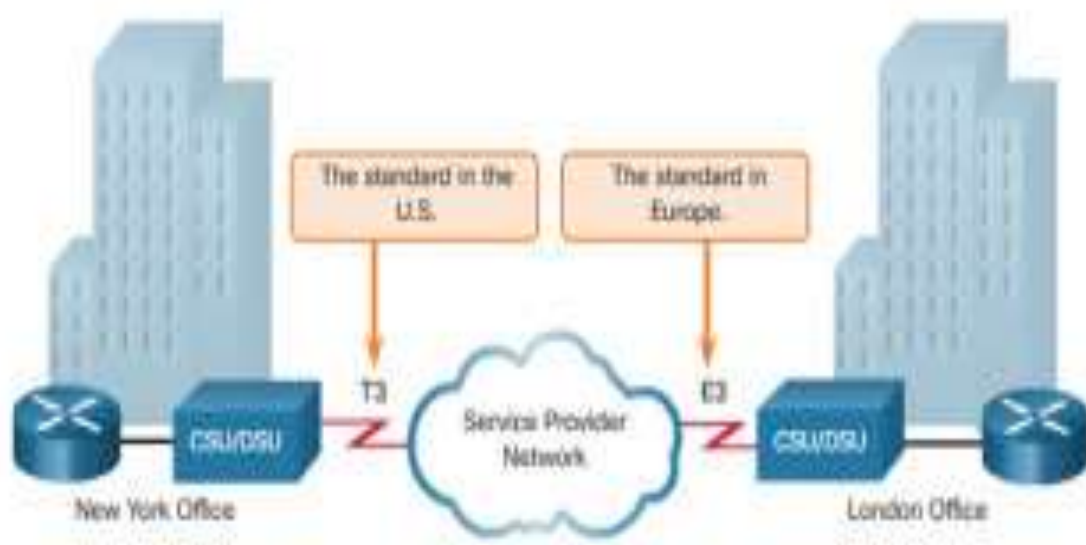 The standard in the
U.S.
The standard in
Europe.
T3
E3
CSU/DSU
Service Provider
Network
CSU/DSU
New York Office
London Office